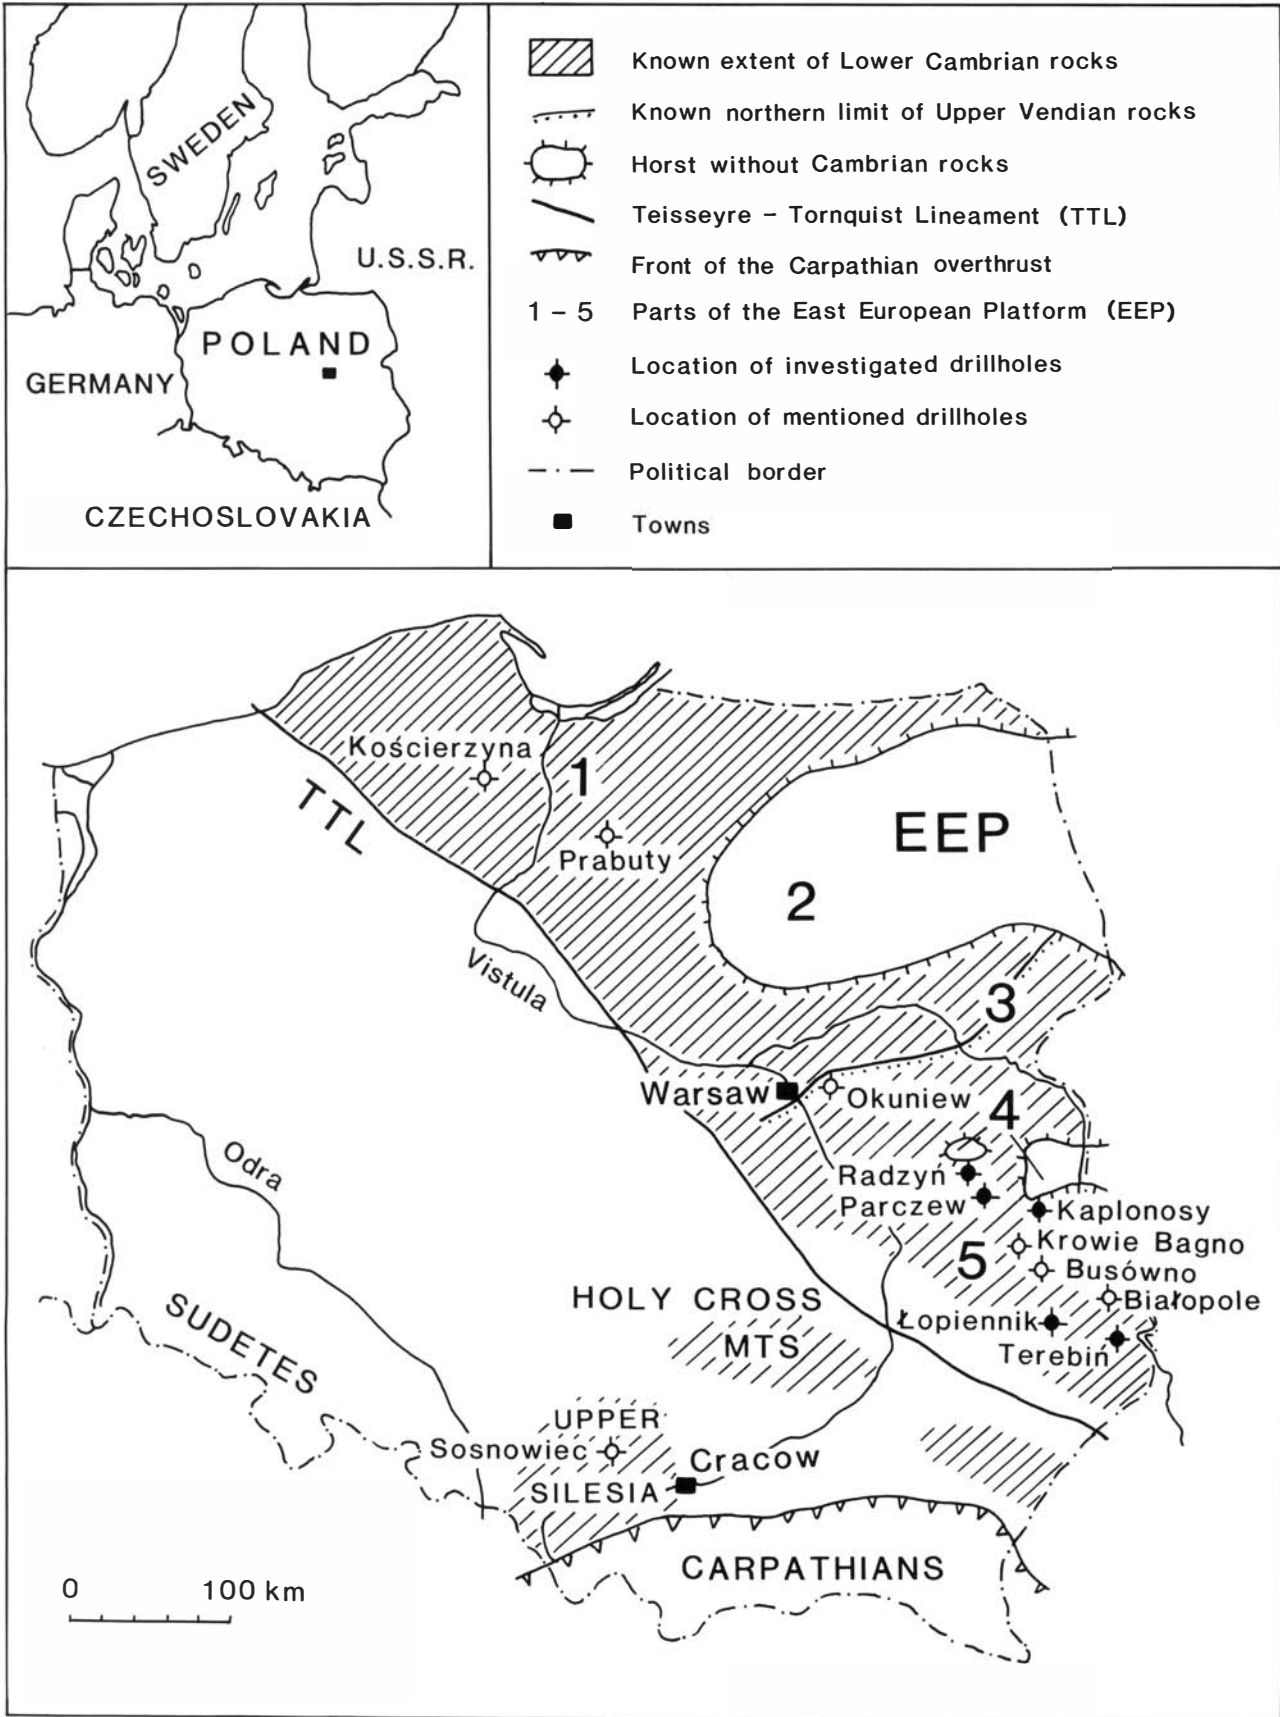 SWEDEN
U.S.S.R.
POLAND
GERMANY
CZECHOSLOVAKIA
Known extent of Lower Cambrian rocks
Known northern limit of Upper Vendian rocks
Horst without Cambrian rocks
Teisseyre – Tornquist Lineament (TTL)
Front of the Carpathian overthrust
1 – 5 Parts of the East European Platform (EEP)
Location of investigated drillholes
Location of mentioned drillholes
Political border
Towns
Kościerzyna
1
TTL
EEP
Prabuty
2
Vistula
3
Warsaw
Okuniew
4
Odra
Radzyń
Parczew
Kaplonosy
Krowie Bagno
5
Busówno
HOLY CROSS
MTS
Białopole
Łopiennik
Terebiń
SUDETES
UPPER
Sosnowiec
Cracow
SILESIA
CARPATHIANS
0 100 km